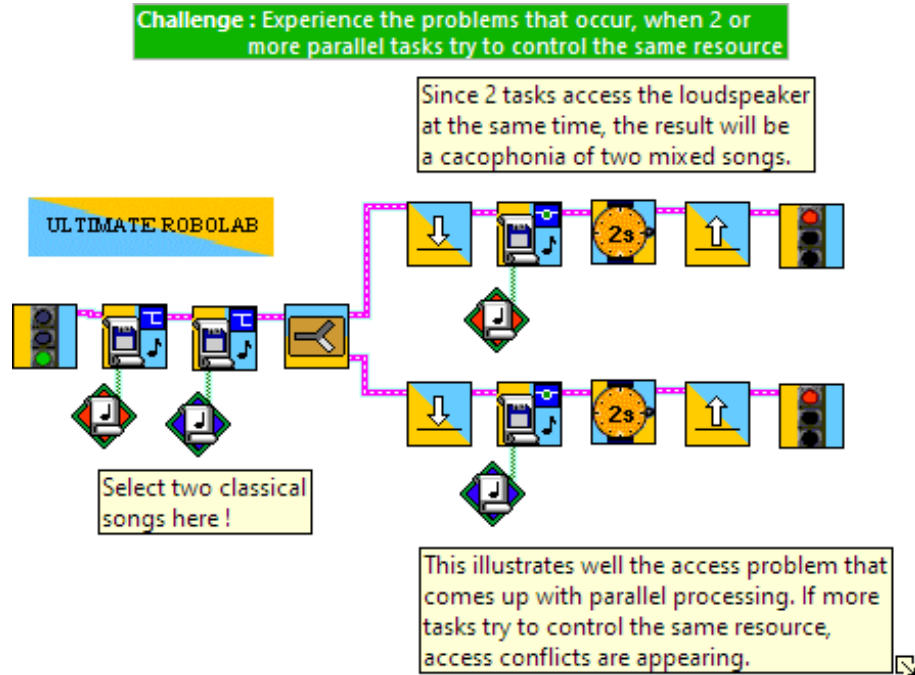 Challenge : Experience the problems that occur, when 2 or
more parallel tasks try to control the same resource
Since 2 tasks access the loudspeaker
at the same time, the result will be
a cacophonia of two mixed songs.
ULTIMATE ROBOLAB
2s
2s
Select two classical
songs here !
This illustrates well the access problem that
comes up with parallel processing. If more
tasks try to control the same resource,
access conflicts are appearing.